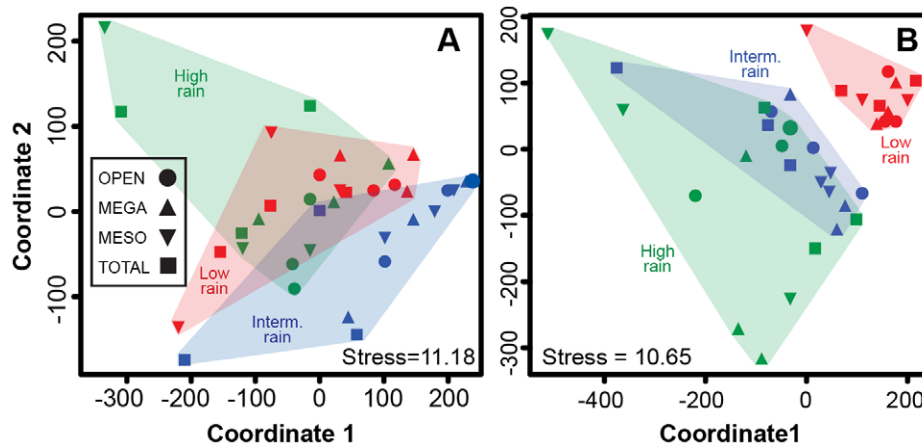 A
High
rain
Low
rain
Interm.
rain
OPEN
MEGA
MESO
TOTAL
Stress=11.18
200
100
0
-100
Coordinate 2
-300
-200
-100
0
100
200
Coordinate 1
B
Interm.
rain
Low
rain
High
rain
Stress = 10.65
200
100
0
-100
-200
-300
-400
-200
0
200
Coordinate1